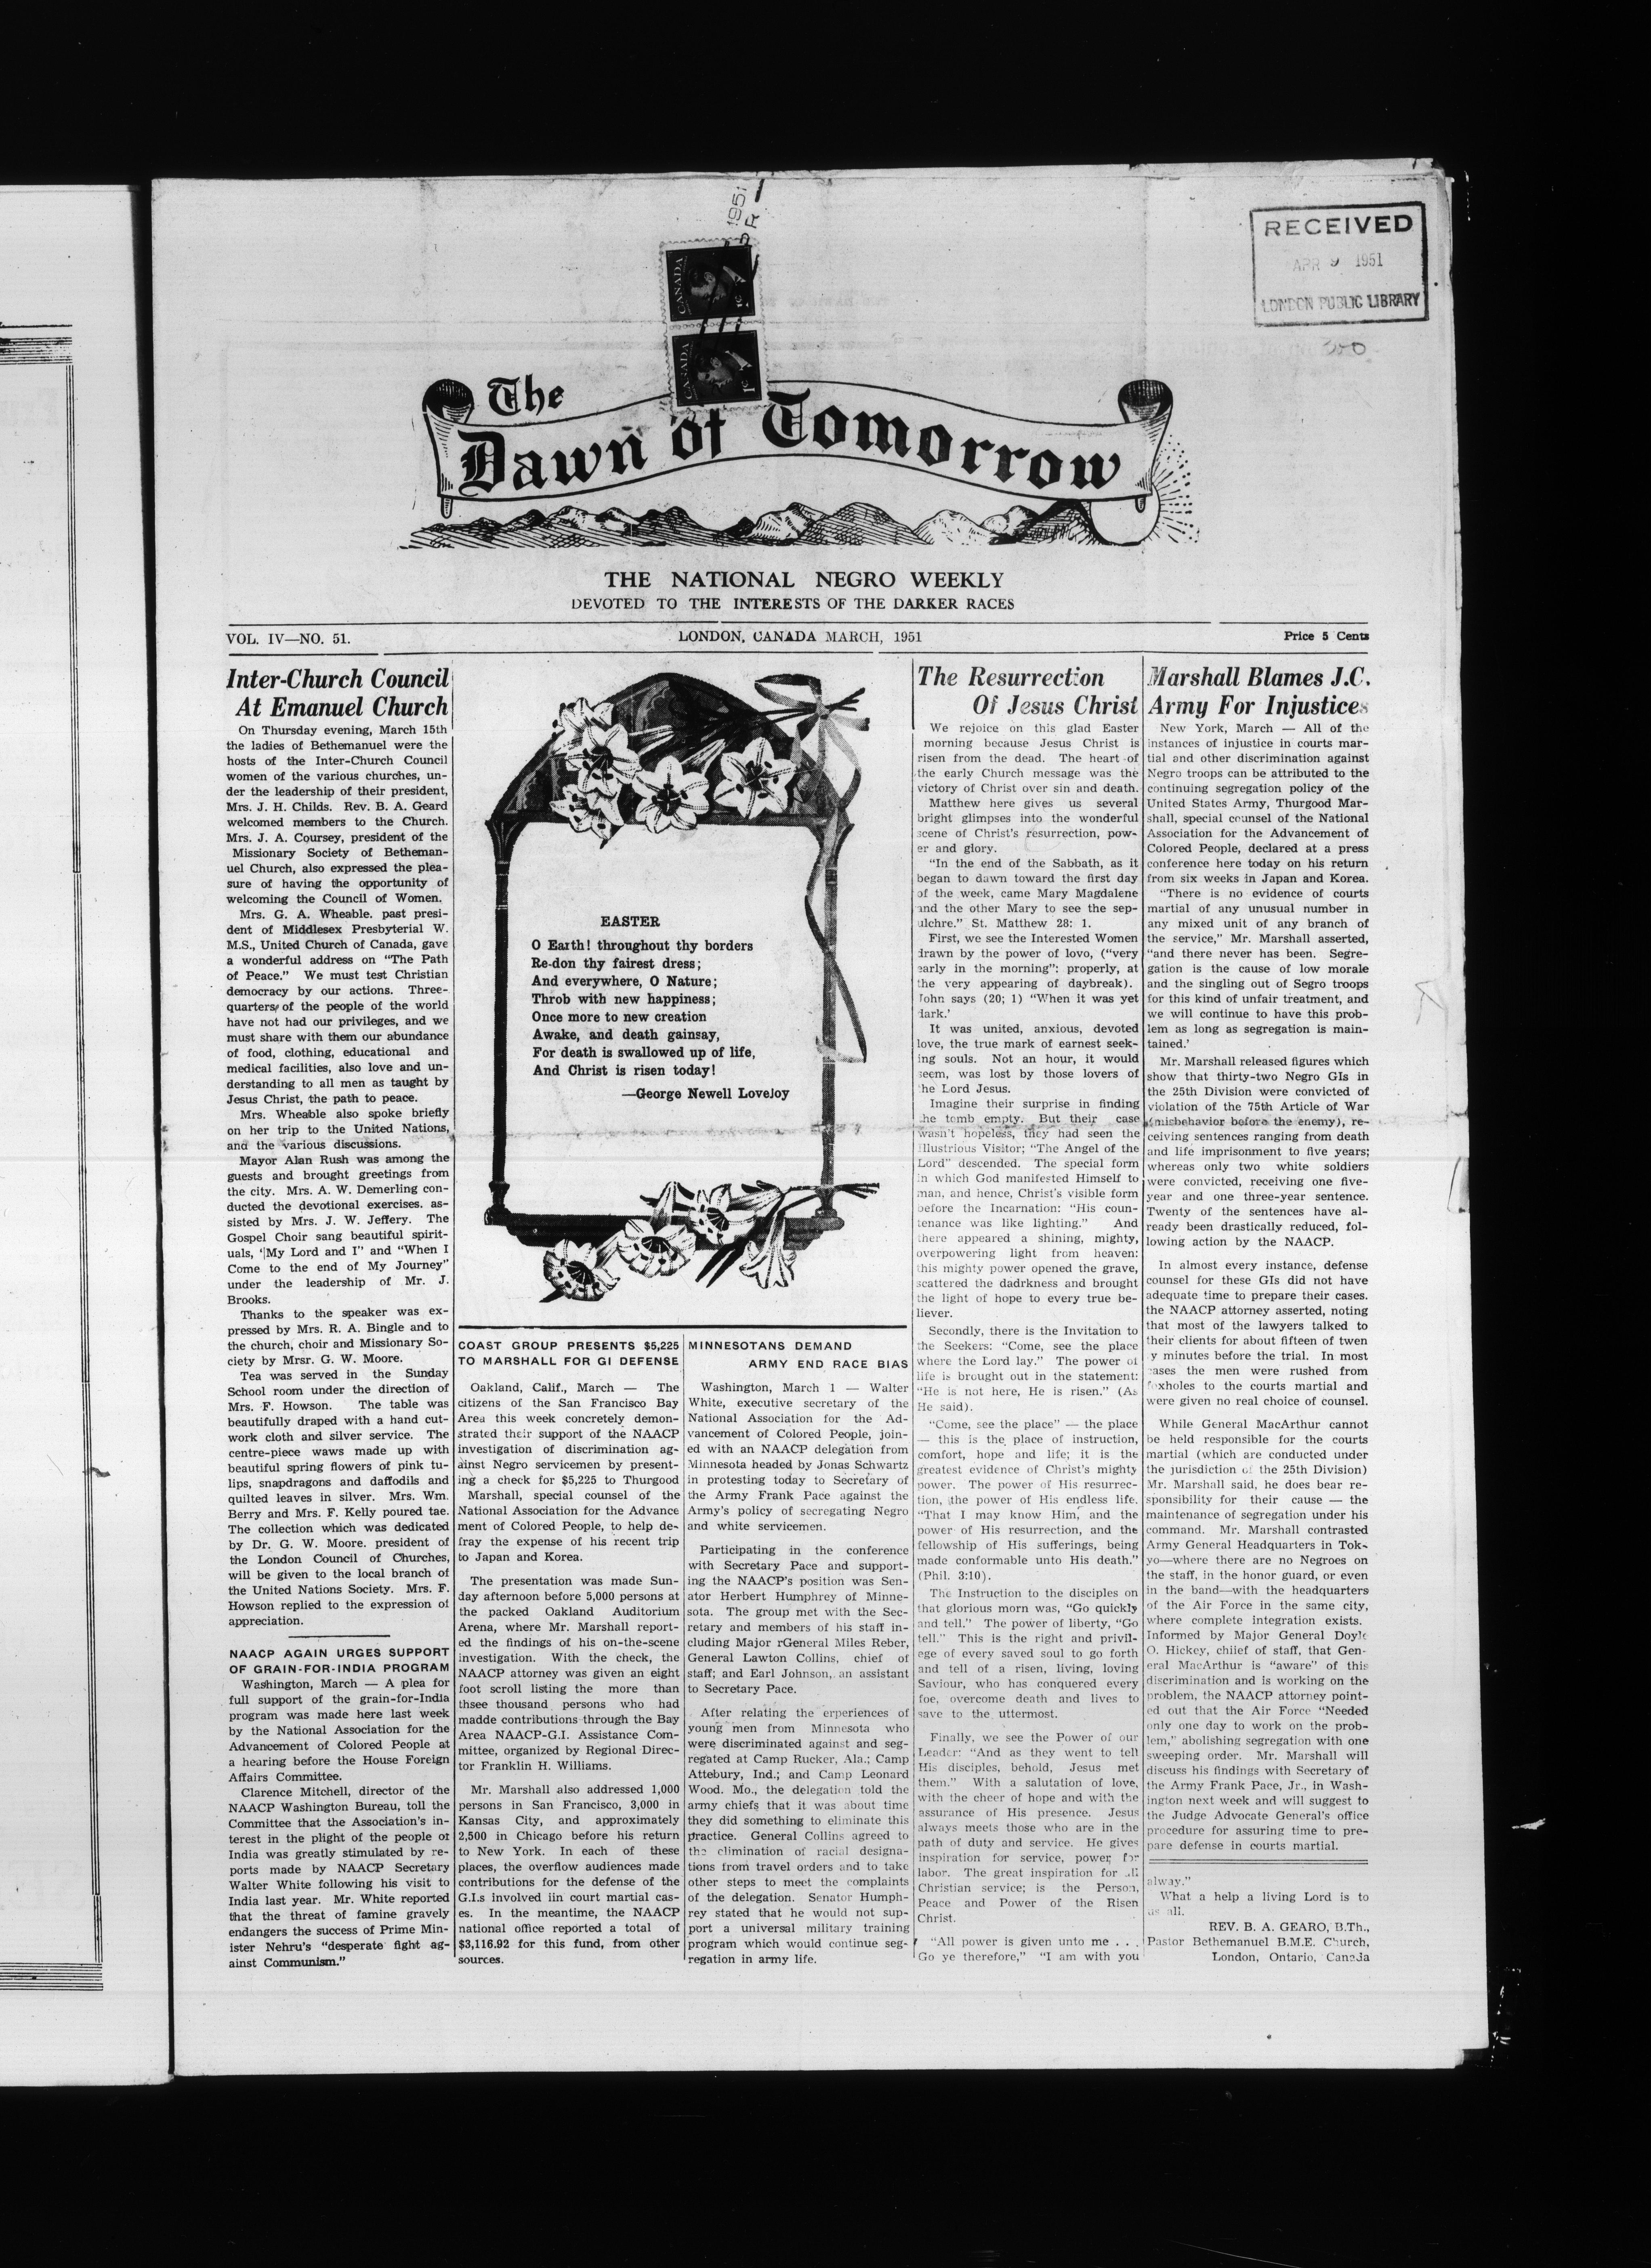 1951
RECEIVED
APR 9 1951
LONDON PUBLIC LIBRARY
CANADA
1c
CANADA
1c
The
Dawn of Tomorrow
THE NATIONAL NEGRO WEEKLY
DEVOTED TO THE INTERESTS OF THE DARKER RACES
VOL. IV—NO. 51.
LONDON, CANADA MARCH, 1951
Price 5 Cents
Inter-Church Council
At Emanuel Church
On Thursday evening, March 15th
the ladies of Bethemanuel were the
hosts of the Inter-Church Council
women of the various churches, un-
der the leadership of their president,
Mrs. J. H. Childs. Rev. B. A. Geard
welcomed members to the Church.
Mrs. J. A. Coursey, president of the
Missionary Society of Betheman-
uel Church, also expressed the plea-
sure of having the opportunity of
welcoming the Council of Women.
Mrs. G. A. Wheable. past presi-
dent of Middlesex Presbyterial W.
M.S., United Church of Canada, gave
a wonderful address on "The Path
of Peace." We must test Christian
democracy by our actions. Three-
quarters of the people of the world
have not had our privileges, and we
must share with them our abundance
of food, clothing, educational and
medical facilities, also love and un-
derstanding to all men as taught by
Jesus Christ, the path to peace.
Mrs. Wheable also spoke briefly
on her trip to the United Nations,
and the various discussions.
Mayor Alan Rush was among the
guests and brought greetings from
the city. Mrs. A. W. Demerling con-
ducted the devotional exercises. as-
sisted by Mrs. J. W. Jeffery. The
Gospel Choir sang beautiful spirit-
uals, "My Lord and I" and "When I
Come to the end of My Journey"
under the leadership of Mr. J.
Brooks.
Thanks to the speaker was ex-
pressed by Mrs. R. A. Bingle and to
the church, choir and Missionary So-
ciety by Mrsr. G. W. Moore.
Tea was served in the Sunday
School room under the direction of
Mrs. F. Howson. The table was
beautifully draped with a hand cut-
work cloth and silver service. The
centre-piece waws made up with
beautiful spring flowers of pink tu-
lips, snapdragons and daffodils and
quilted leaves in silver. Mrs. Wm.
Berry and Mrs. F. Kelly poured tae.
The collection which was dedicated
by Dr. G. W. Moore. president of
the London Council of Churches,
will be given to the local branch of
the United Nations Society. Mrs. F.
Howson replied to the expression of
appreciation.
NAACP AGAIN URGES SUPPORT
OF GRAIN-FOR-INDIA PROGRAM
Washington, March — A plea for
full support of the grain-for-India
program was made here last week
by the National Association for the
Advancement of Colored People at
a hearing before the House Foreign
Affairs Committee.
Clarence Mitchell, director of the
NAACP Washington Bureau, toll the
Committee that the Association's in-
terest in the plight of the people of
India was greatly stimulated by re-
ports made by NAACP Secretary
Walter White following his visit to
India last year. Mr. White reported
that the threat of famine gravely
endangers the success of Prime Min-
ister Nehru's "desperate fight ag-
ainst Communism."
EASTER
O Earth! throughout thy borders
Re-don thy fairest dress;
And everywhere, O Nature;
Throb with new happiness;
Once more to new creation
Awake, and death gainsay,
For death is swallowed up of life,
And Christ is risen today!
—George Newell Lovejoy
COAST GROUP PRESENTS $5,225
TO MARSHALL FOR GI DEFENSE
Oakland, Calif., March — The
citizens of the San Francisco Bay
Area this week concretely demon-
strated their support of the NAACP
investigation of discrimination ag-
ainst Negro servicemen by present-
ing a check for $5,225 to Thurgood
Marshall, special counsel of the
National Association for the Advance
ment of Colored People, to help de-
fray the expense of his recent trip
to Japan and Korea.
The presentation was made Sun-
day afternoon before 5,000 persons at
the packed Oakland Auditorium
Arena, where Mr. Marshall report-
ed the findings of his on-the-scene
investigation. With the check, the
NAACP attorney was given an eight
foot scroll listing the more than
thsee thousand persons who had
madde contributions through the Bay
Area NAACP-G.I. Assistance Com-
mittee, organized by Regional Direc-
tor Franklin H. Williams.
Mr. Marshall also addressed 1,000
persons in San Francisco, 3,000 in
Kansas City, and approximately
2,500 in Chicago before his return
to New York. In each of these
places, the overflow audiences made
contributions for the defense of the
G.I.s involved iin court martial cas-
es. In the meantime, the NAACP
national office reported a total of
$3,116.92 for this fund, from other
sources.
MINNESOTANS DEMAND
ARMY END RACE BIAS
Washington, March 1 — Walter
White, executive secretary of the
National Association for the Ad-
vancement of Colored People, join-
ed with an NAACP delegation from
Minnesota headed by Jonas Schwartz
in protesting today to Secretary of
the Army Frank Pace against the
Army's policy of secregating Negro
and white servicemen.
Participating in the conference
with Secretary Pace and support-
ing the NAACP's position was Sen-
ator Herbert Humphrey of Minne-
sota. The group met with the Sec-
retary and members of his staff in-
cluding Major rGeneral Miles Reber,
General Lawton Collins, chief of
staff; and Earl Johnson, an assistant
to Secretary Pace.
After relating the erperiences of
young men from Minnesota who
were discriminated against and seg-
regated at Camp Rucker, Ala.; Camp
Attebury, Ind.; and Camp Leonard
Wood. Mo., the delegation told the
army chiefs that it was about time
they did something to eliminate this
practice. General Collins agreed to
the elimination of racial designa-
tions from travel orders and to take
other steps to meet the complaints
of the delegation. Senator Humph-
rey stated that he would not sup-
port a universal military training
program which would continue seg-
regation in army life.
The Resurrection
Of Jesus Christ
We rejoice on this glad Easter
morning because Jesus Christ is
risen from the dead. The heart of
the early Church message was the
victory of Christ over sin and death.
Matthew here gives us several
bright glimpses into the wonderful
scene of Christ's resurrection, pow-
er and glory.
"In the end of the Sabbath, as it
began to dawn toward the first day
of the week, came Mary Magdalene
and the other Mary to see the sep-
ulchre." St. Matthew 28: 1.
First, we see the Interested Women
drawn by the power of lovo, ("very
early in the morning": properly, at
the very appearing of daybreak).
John says (20; 1) "When it was yet
dark.'
It was united, anxious, devoted
love, the true mark of earnest seek-
ing souls. Not an hour, it would
seem, was lost by those lovers of
the Lord Jesus.
Imagine their surprise in finding
the tomb empty. But their case
wasn't hopeless, they had seen the
Illustrious Visitor; "The Angel of the
Lord" descended. The special form
in which God manifested Himself to
man, and hence, Christ's visible form
before the Incarnation: "His coun-
tenance was like lighting." And
there appeared a shining, mighty,
overpowering light from heaven:
this mighty power opened the grave,
scattered the dadrkness and brought
the light of hope to every true be-
liever.
Secondly, there is the Invitation to
the Seekers: "Come, see the place
where the Lord lay." The power of
life is brought out in the statement:
"He is not here, He is risen." (As
He said).
"Come, see the place" — the place
— this is the place of instruction,
comfort, hope and life; it is the
greatest evidence of Christ's mighty
power. The power of His resurrec-
tion, the power of His endless life.
"That I may know Him, and the
power of His resurrection, and the
fellowship of His sufferings, being
made conformable unto His death."
(Phil. 3:10).
The Instruction to the disciples on
that glorious morn was, "Go quickly
and tell." The power of liberty, "Go
tell." This is the right and privil-
ege of every saved soul to go forth
and tell of a risen, living, loving
Saviour, who has conquered every
foe, overcome death and lives to
save to the uttermost.
Finally, we see the Power of our
Leader: "And as they went to tell
His disciples, behold, Jesus met
them." With a salutation of love,
with the cheer of hope and with the
assurance of His presence. Jesus
always meets those who are in the
path of duty and service. He gives
inspiration for service, power for
labor. The great inspiration for all
Christian service; is the Person,
Peace and Power of the Risen
Christ.
"All power is given unto me . . .
Go ye therefore," "I am with you
Marshall Blames J.C.
Army For Injustices
New York, March — All of the
instances of injustice in courts mar-
tial and other discrimination against
Negro troops can be attributed to the
continuing segregation policy of the
United States Army, Thurgood Mar-
shall, special counsel of the National
Association for the Advancement of
Colored People, declared at a press
conference here today on his return
from six weeks in Japan and Korea.
"There is no evidence of courts
martial of any unusual number in
any mixed unit of any branch of
the service," Mr. Marshall asserted,
"and there never has been. Segre-
gation is the cause of low morale
and the singling out of Segro troops
for this kind of unfair treatment, and
we will continue to have this prob-
lem as long as segregation is main-
tained.'
Mr. Marshall released figures which
show that thirty-two Negro GIs in
the 25th Division were convicted of
violation of the 75th Article of War
(misbehavior before the enemy), re-
ceiving sentences ranging from death
and life imprisonment to five years;
whereas only two white soldiers
were convicted, receiving one five-
year and one three-year sentence.
Twenty of the sentences have al-
ready been drastically reduced, fol-
lowing action by the NAACP.
In almost every instance, defense
counsel for these GIs did not have
adequate time to prepare their cases.
the NAACP attorney asserted, noting
that most of the lawyers talked to
their clients for about fifteen of twen
y minutes before the trial. In most
cases the men were rushed from
foxholes to the courts martial and
were given no real choice of counsel.
While General MacArthur cannot
be held responsible for the courts
martial (which are conducted under
the jurisdiction of the 25th Division)
Mr. Marshall said, he does bear re-
sponsibility for their cause — the
maintenance of segregation under his
command. Mr. Marshall contrasted
Army General Headquarters in Tok-
yo—where there are no Negroes on
the staff, in the honor guard, or even
in the band—with the headquarters
of the Air Force in the same city,
where complete integration exists.
Informed by Major General Doyle
O. Hickey, chiief of staff, that Gen-
eral MacArthur is "aware" of this
discrimination and is working on the
problem, the NAACP attorney point-
ed out that the Air Force "Needed
only one day to work on the prob-
lem," abolishing segregation with one
sweeping order. Mr. Marshall will
discuss his findings with Secretary of
the Army Frank Pace, Jr., in Wash-
ington next week and will suggest to
the Judge Advocate General's office
procedure for assuring time to pre-
pare defense in courts martial.
alway."
What a help a living Lord is to
us all.
REV. B. A. GEARO, B.Th.,
Pastor Bethemanuel B.M.E. Church,
London, Ontario, Canada